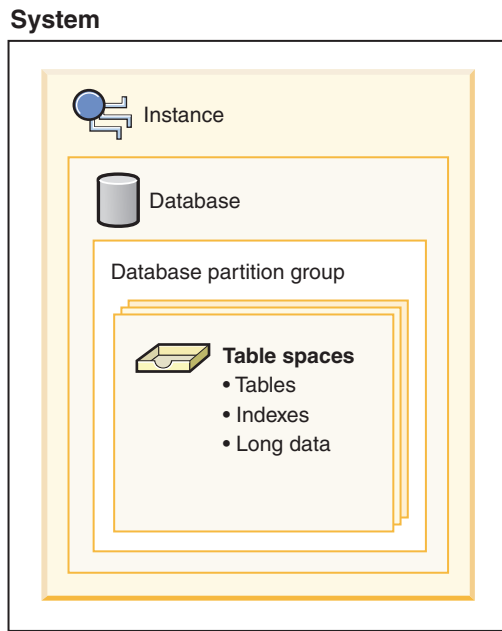 System
Instance
Database
Database partition group
Table spaces
• Tables
• Indexes
• Long data